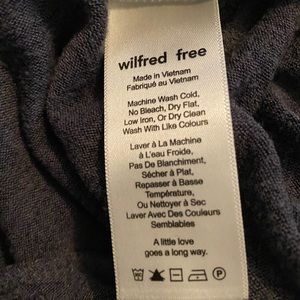 wilfred free
Made in Vietnam
Fabriqué au Vietnam
Machine Wash Cold,
No Bleach, Dry Flat,
Low Iron, Or Dry Clean
Wash With Like Colours
Laver À La Machine
à L'eau Froide,
Pas De Blanchiment,
Sécher à Plat,
Repasser à Basse
Température,
Ou Nettoyer à Sec
Laver Avec Des Couleurs
Semblables
A little love
goes a long way.
P